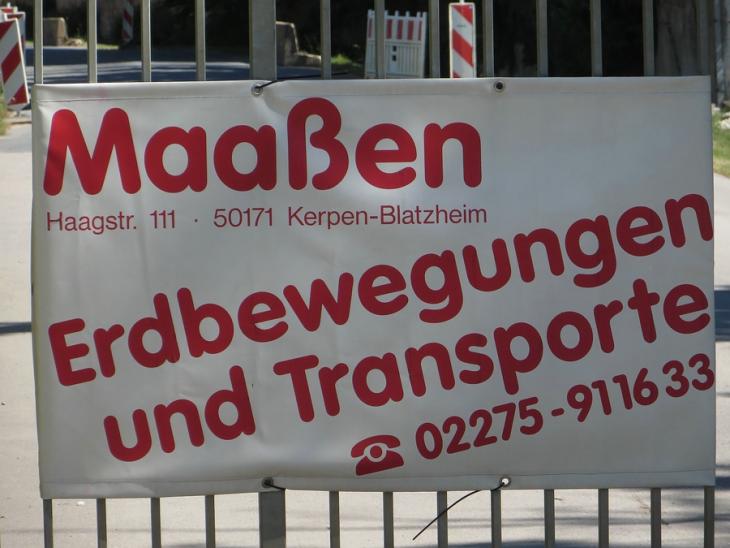 Maaßen
Haagstr. 111 · 50171 Kerpen-Blatzheim
Erdbewegungen
und Transporte
02275-911633